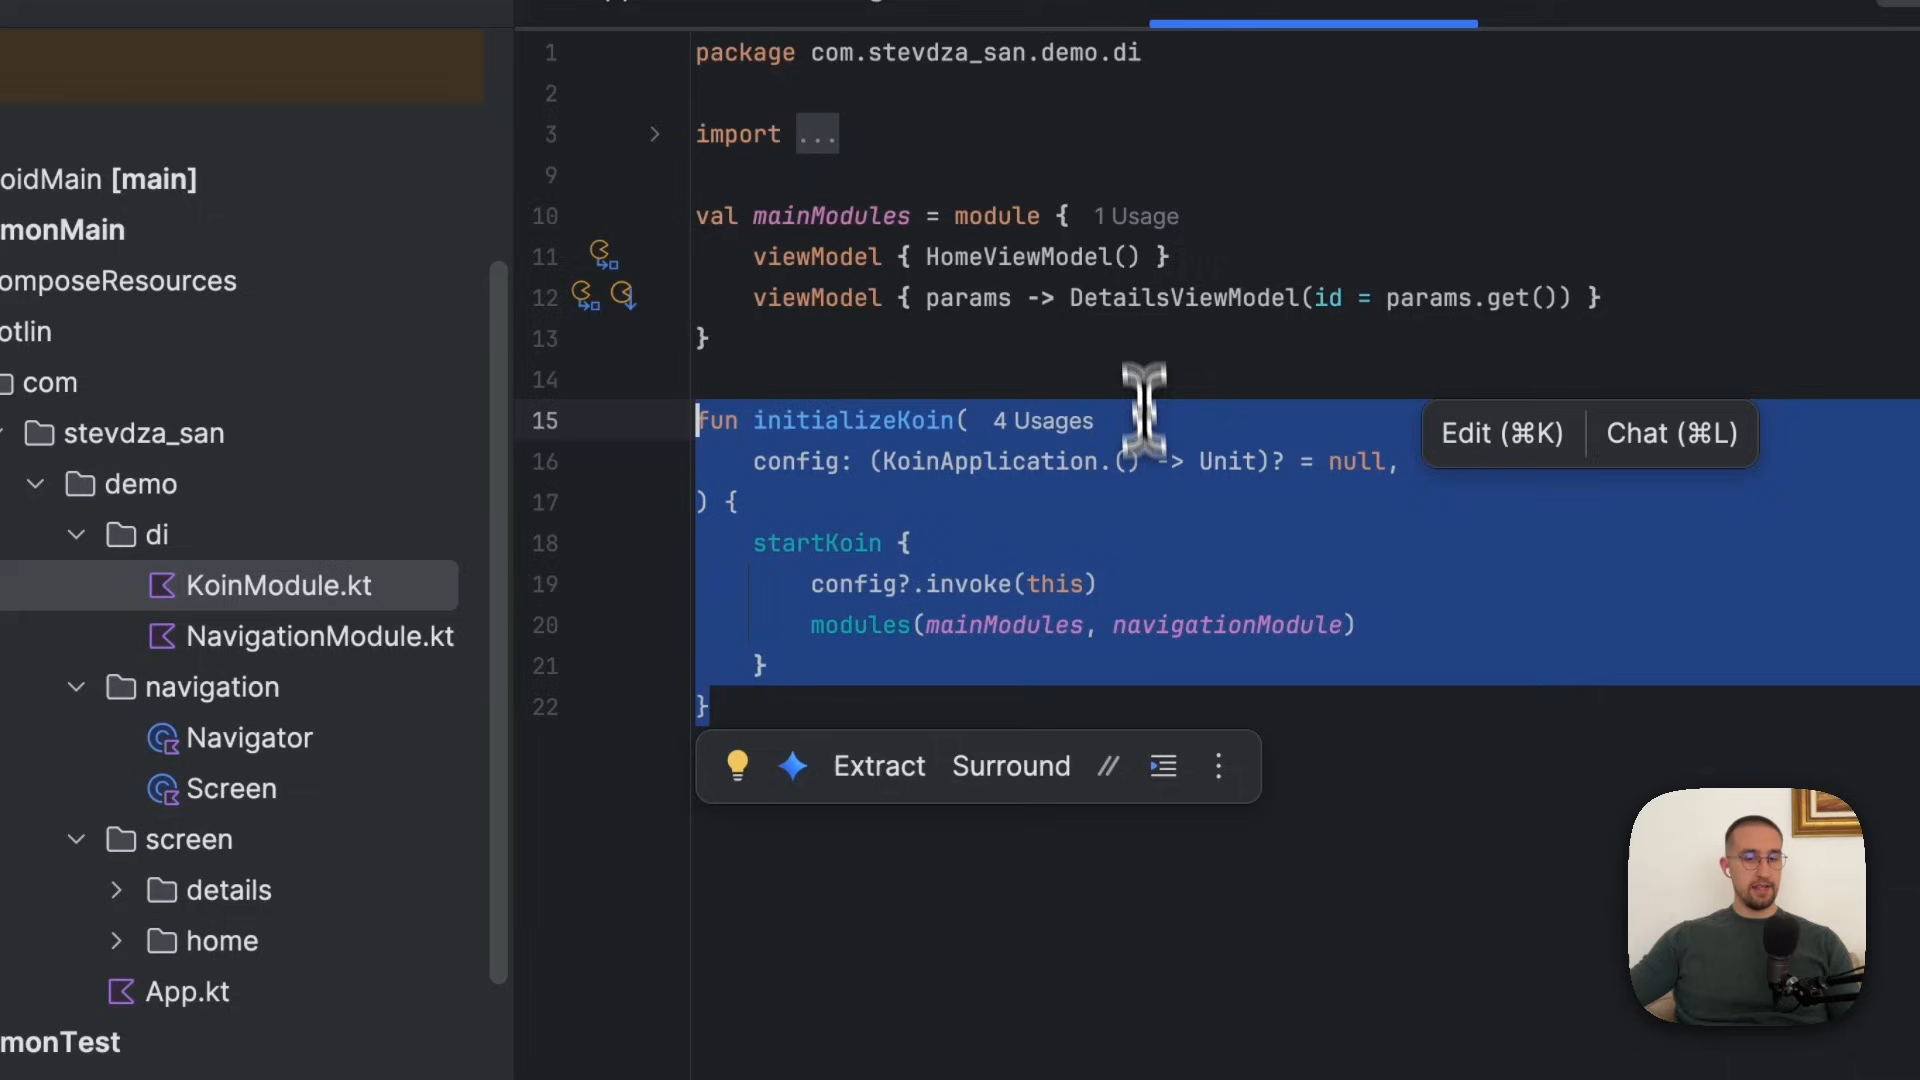 oidMain [main]
monMain
omposeResources
otlin
com
stevdza_san
demo
di
KoinModule.kt
NavigationModule.kt
navigation
Navigator
Screen
screen
details
home
App.kt
monTest
1 package com.stevdza_san.demo.di
2
3 import ...
9
10 val mainModules = module { 1 Usage
11 viewModel { HomeViewModel() }
12 viewModel { params -> DetailsViewModel(id = params.get()) }
13 }
14
15 fun initializeKoin( 4 Usages
16 config: (KoinApplication.() -> Unit)? = null,
17 ) {
18 startKoin {
19 config?.invoke(this)
20 modules(mainModules, navigationModule)
21 }
22 }
Edit (⌘K) Chat (⌘L)
Extract Surround //